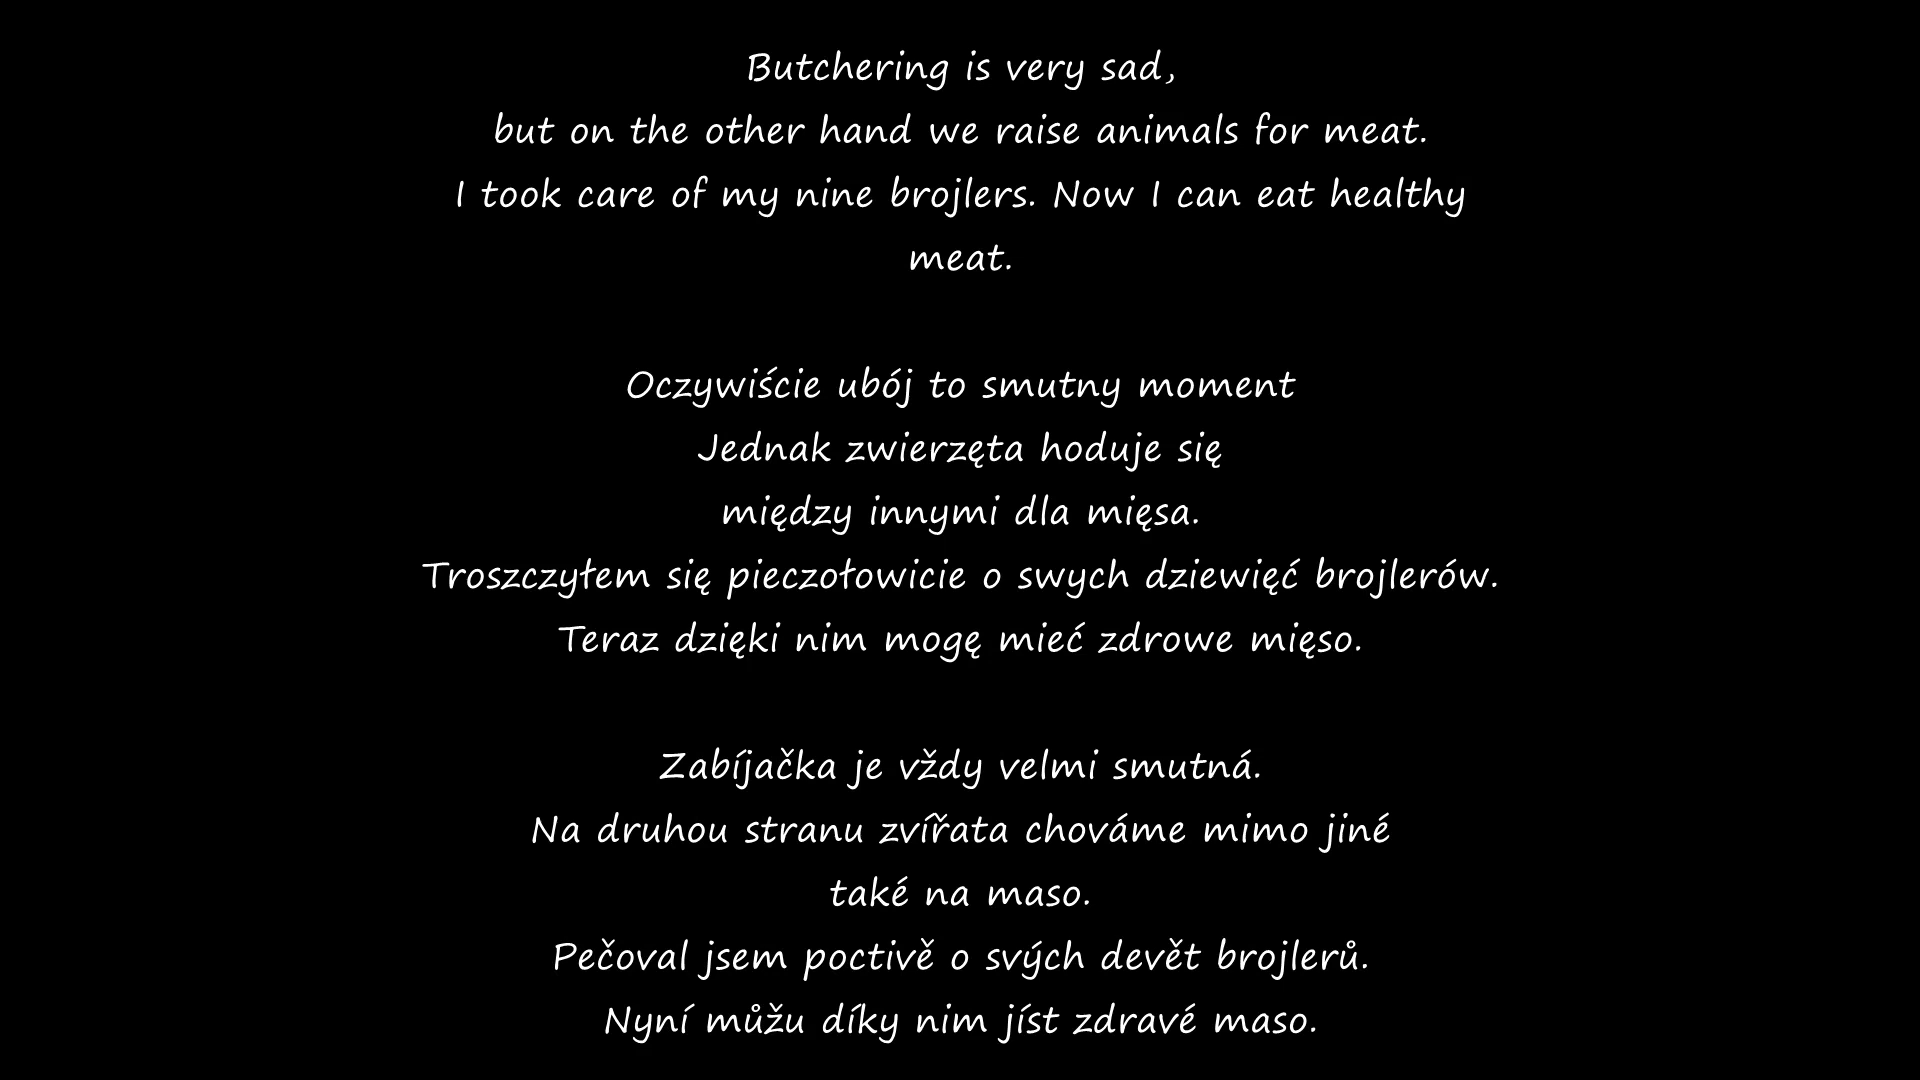 Butchering is very sad,
but on the other hand we raise animals for meat.
I took care of my nine brojlers. Now I can eat healthy
meat.
Oczywiście ubój to smutny moment
Jednak zwierzęta hoduje się
między innymi dla mięsa.
Troszczyłem się pieczołowicie o swych dziewięć brojlerów.
Teraz dzięki nim mogę mieć zdrowe mięso.
Zabíjačka je vždy velmi smutná.
Na druhou stranu zvířata chováme mimo jiné
také na maso.
Pečoval jsem poctivě o svých devět brojlerů.
Nyní můžu díky nim jíst zdravé maso.